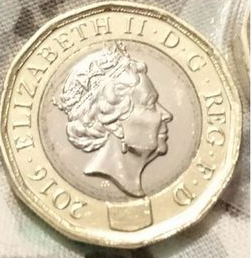 2016 · ELIZABETH II · D · G · REG · F · D